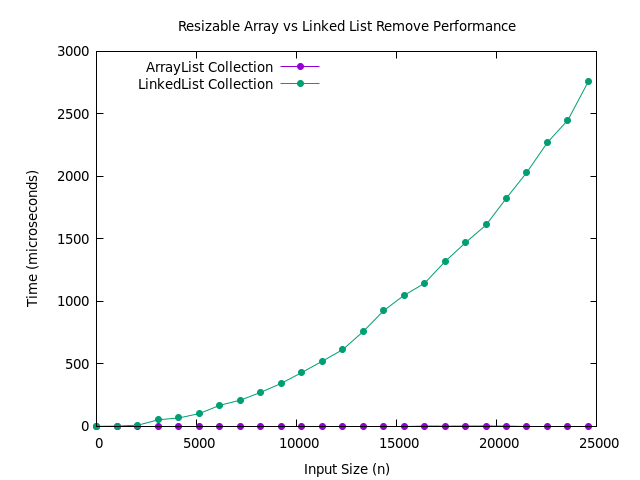 Resizable Array vs Linked List Remove Performance
3000
ArrayList Collection
LinkedList Collection
2500
2000
1500
1000
500
0
Time (microseconds)
0 5000 10000 15000 20000 25000
Input Size (n)